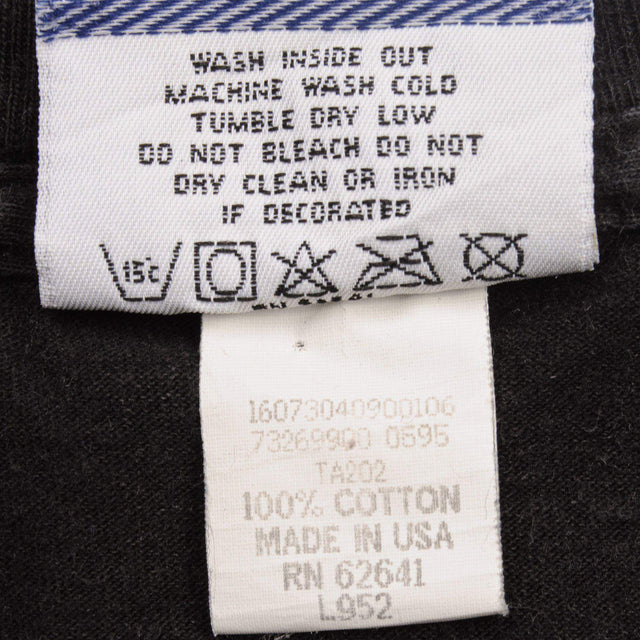 WASH INSIDE OUT
MACHINE WASH COLD
TUMBLE DRY LOW
DO NOT BLEACH DO NOT
DRY CLEAN OR IRON
IF DECORATED
15°C
16073040900106
73269900 0595
TA202
100% COTTON
MADE IN USA
RN 62641
L952